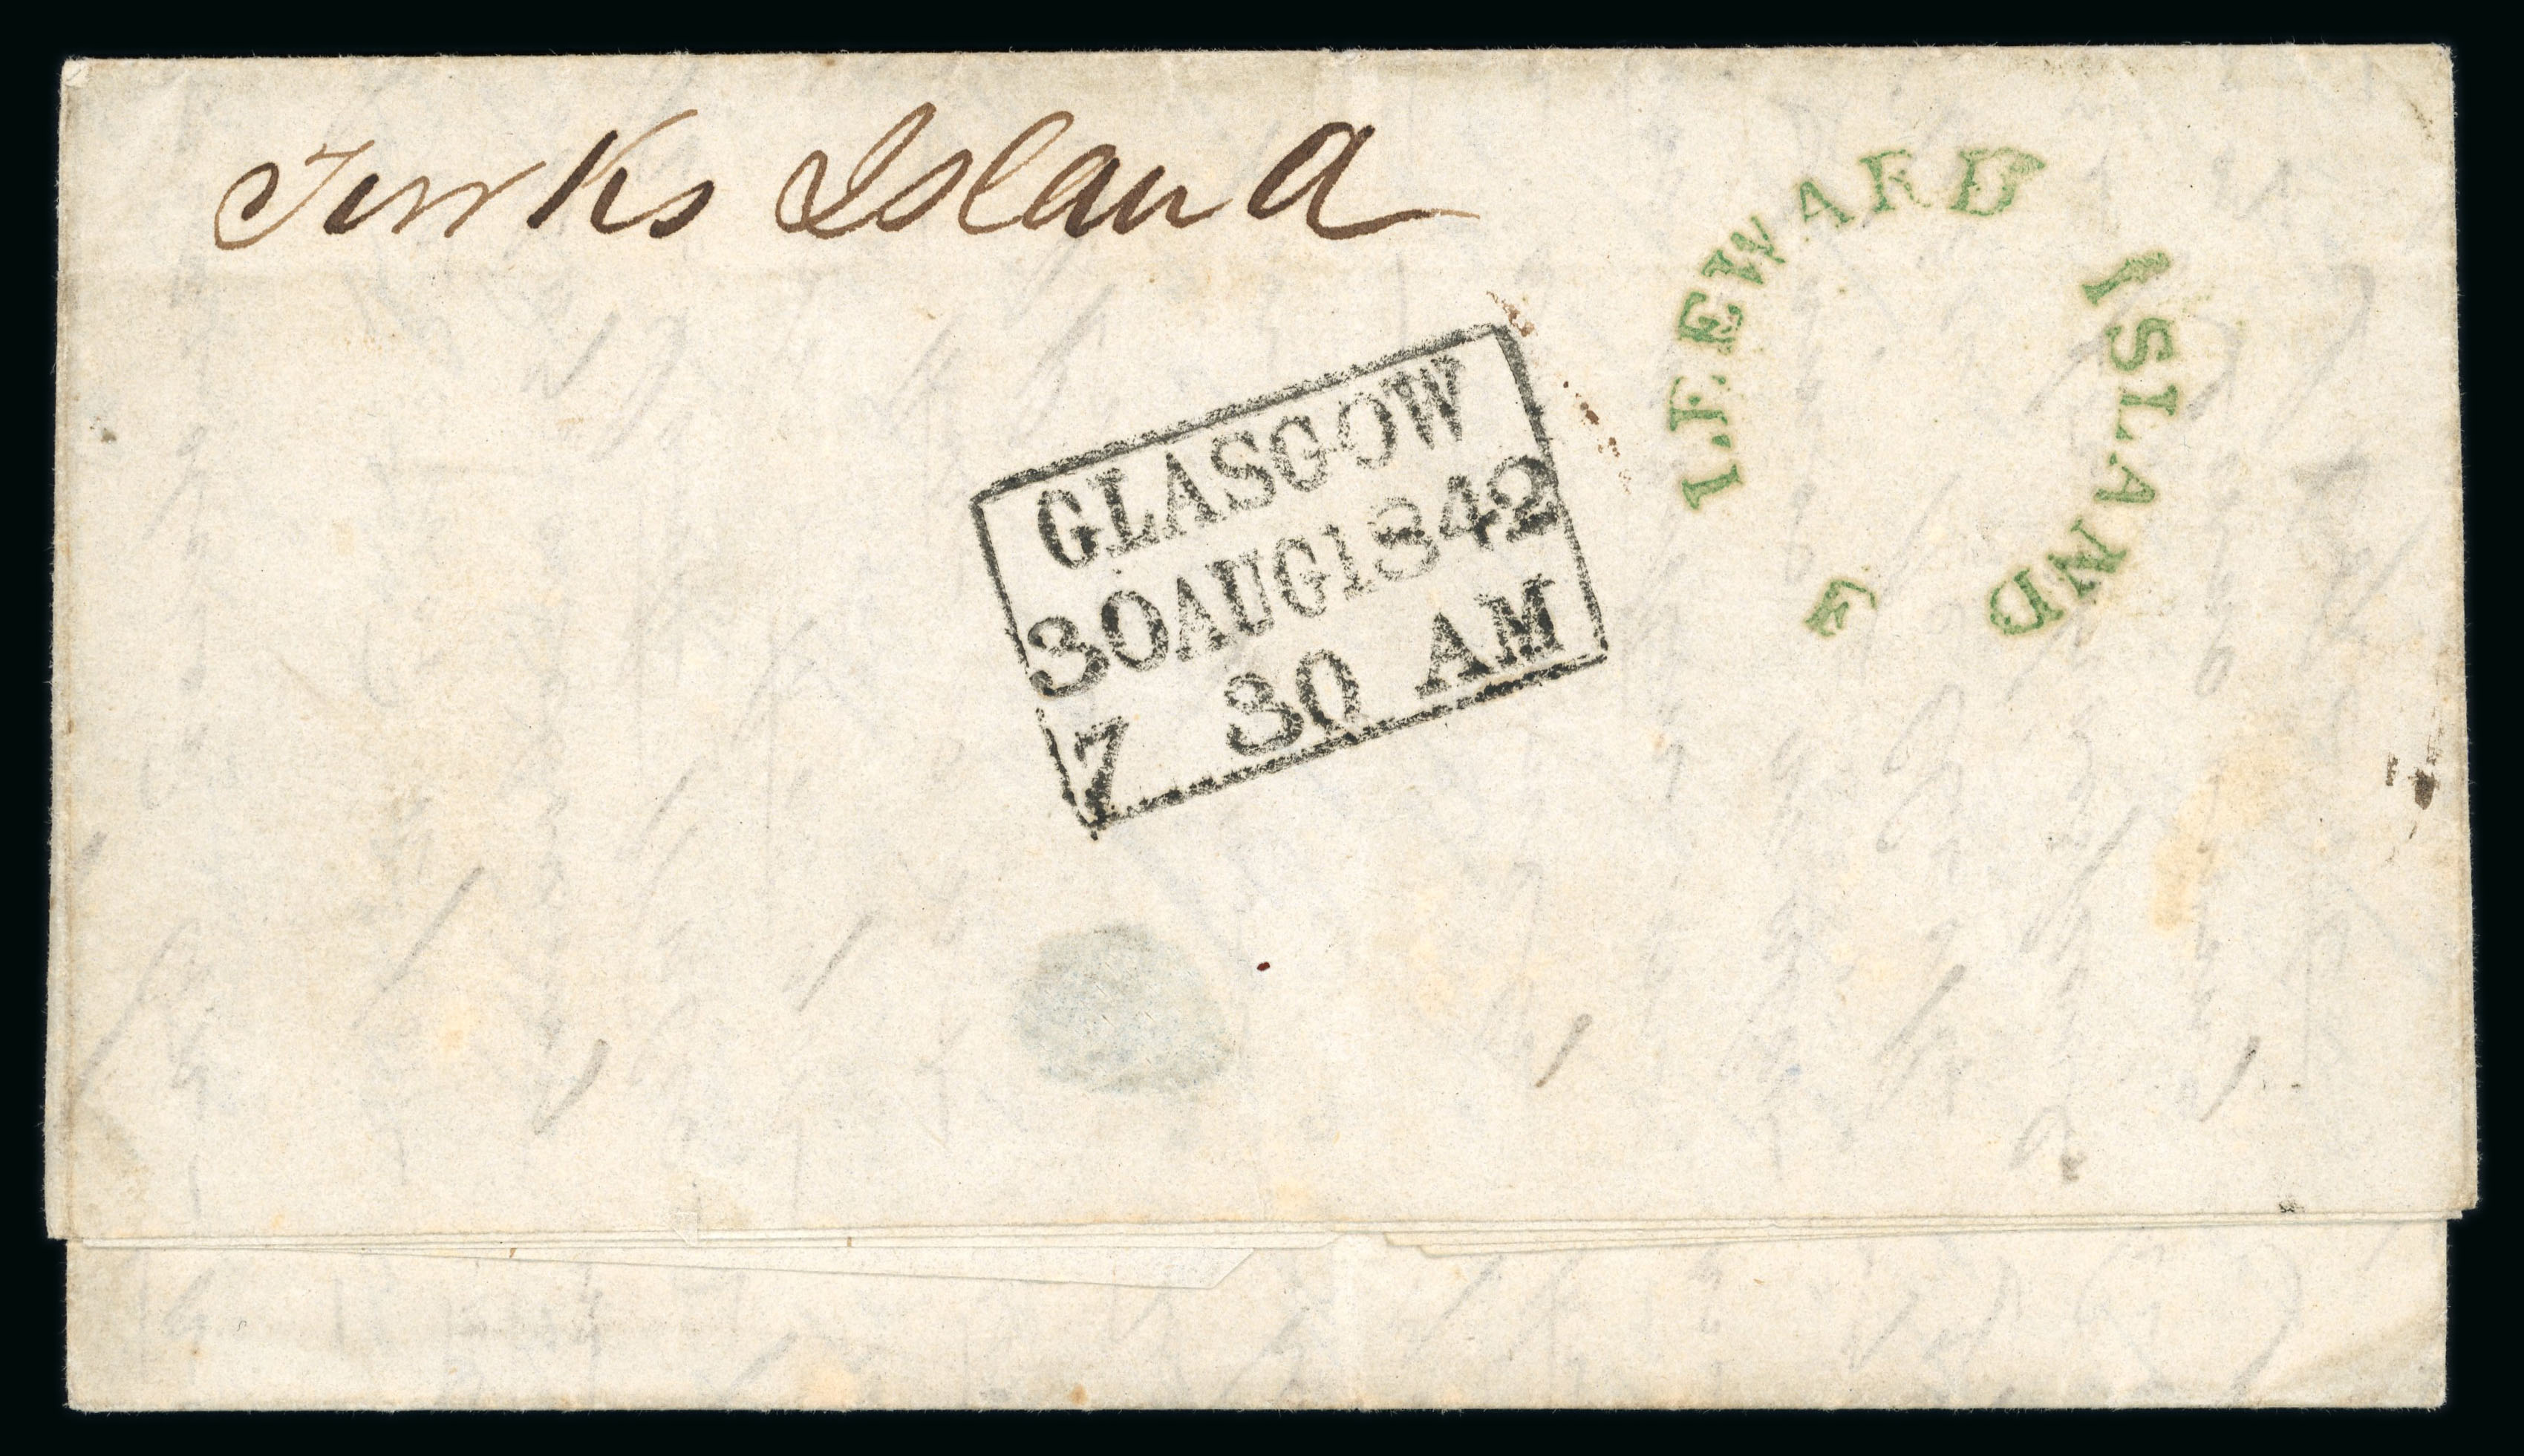 Turks Island
LEEWARD ISLAND
E
GLASGOW
30AUG1842
7 30 AM